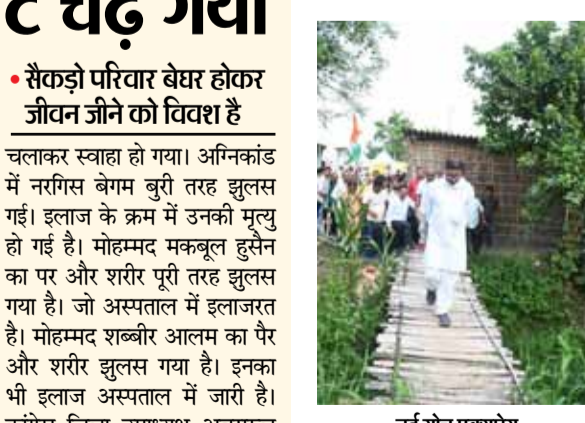 चढ़ गया
• सैकड़ो परिवार बेघर होकर
जीवन जीने को विवश है
चलाकर स्वाहा हो गया। अग्निकांड
में नरगिस बेगम बुरी तरह झुलस
गई। इलाज के क्रम में उनकी मृत्यु
हो गई है। मोहम्मद मकबूल हुसैन
का पर और शरीर पूरी तरह झुलस
गया है। जो अस्पताल में इलाजरत
है। मोहम्मद शब्बीर आलम का पैर
और शरीर झुलस गया है। इनका
भी इलाज अस्पताल में जारी है।